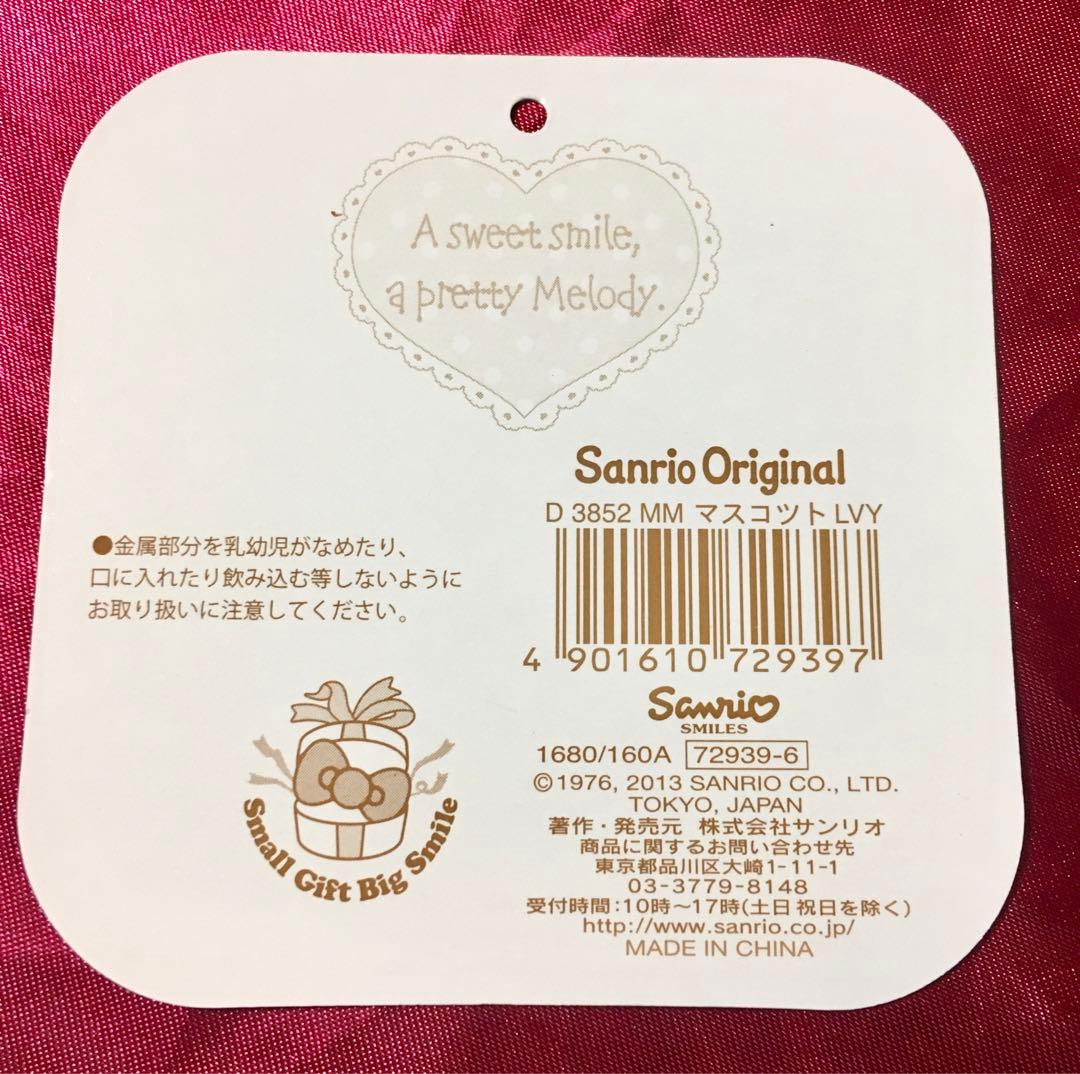 A sweet smile,
a pretty Melody.
Sanrio Original
D 3852 MM マスコツト LVY
●金属部分を乳幼児がなめたり、
口に入れたり飲み込む等しないように
お取り扱いに注意してください。
4 901610 729397
Sanrio
SMILES
1680/160A 72939-6
©1976, 2013 SANRIO CO., LTD.
TOKYO, JAPAN
著作・発売元 株式会社サンリオ
商品に関するお問い合わせ先
東京都品川区大崎1-11-1
03-3779-8148
受付時間:10時～17時(土日 祝日を除く)
http://www.sanrio.co.jp/
MADE IN CHINA
Small Gift Big Smile